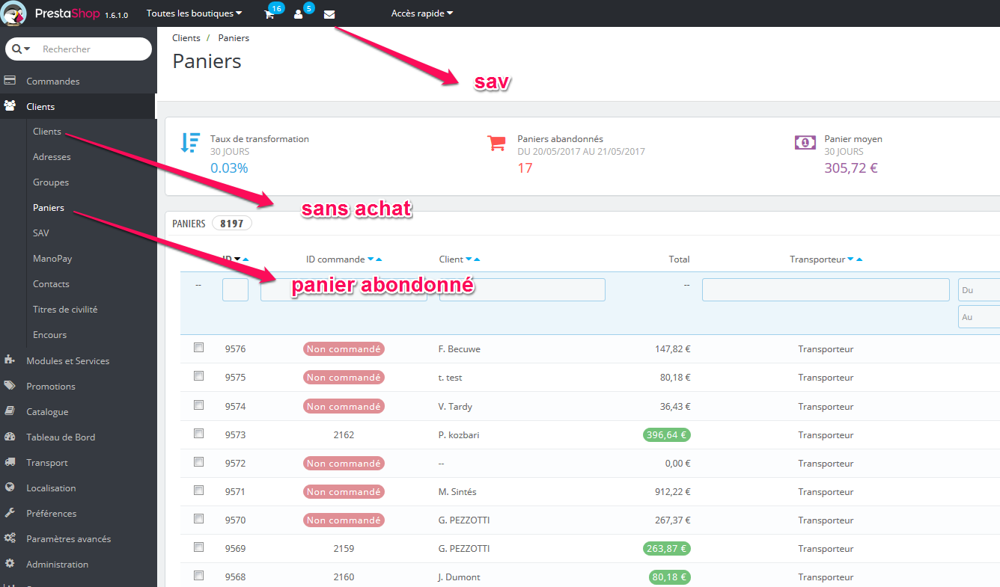 PrestaShop 1.6.1.0 Toutes les boutiques 16 5 Accès rapide
Rechercher
Commandes
Clients
Clients
Adresses
Groupes
Paniers
SAV
ManoPay
Contacts
Titres de civilité
Encours
Modules et Services
Promotions
Catalogue
Tableau de Bord
Transport
Localisation
Préférences
Paramètres avancés
Administration
Clients / Paniers
Paniers
sav
Taux de transformation
30 JOURS
0.03%
Paniers abandonnés
DU 20/05/2017 AU 21/05/2017
17
Panier moyen
30 JOURS
305,72 €
sans achat
PANIERS 8197
ID ID commande Client Total Transporteur
-- -- Du
panier abondonné
Au
9576 Non commandé F. Becuwe 147,82 € Transporteur
9575 Non commandé t. test 80,18 € Transporteur
9574 Non commandé V. Tardy 36,43 € Transporteur
9573 2162 P. kozbari 396,64 € Transporteur
9572 Non commandé -- 0,00 € Transporteur
9571 Non commandé M. Sintés 912,22 € Transporteur
9570 Non commandé G. PEZZOTTI 267,37 € Transporteur
9569 2159 G. PEZZOTTI 263,87 € Transporteur
9568 2160 J. Dumont 80,18 € Transporteur